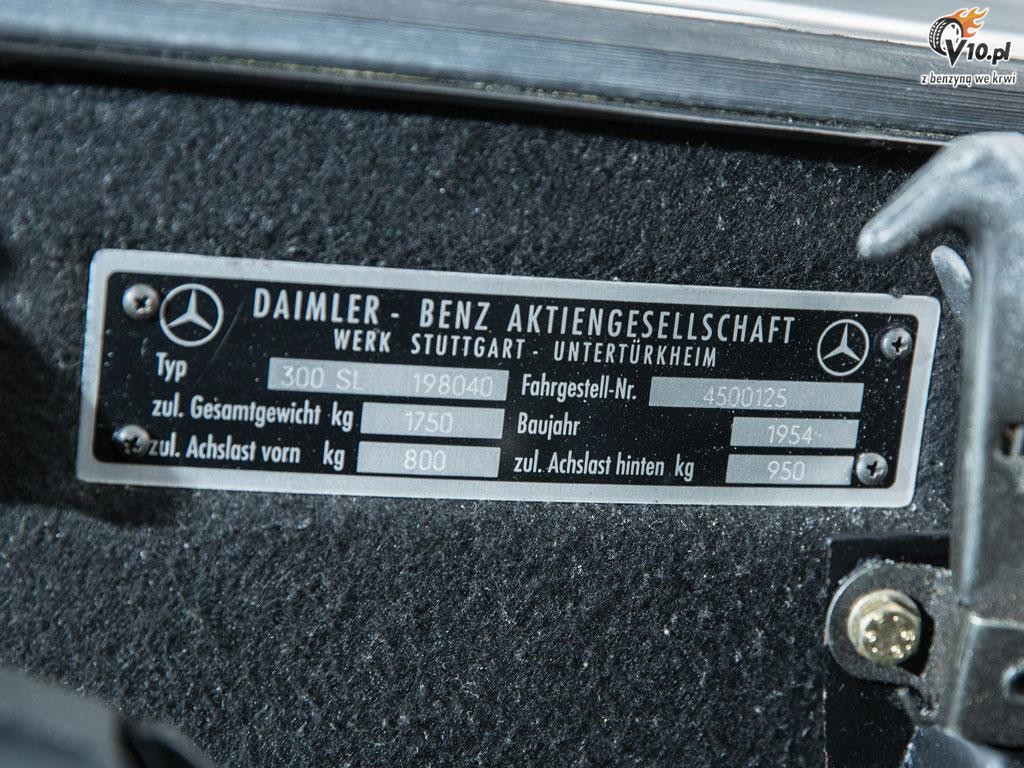 V10.pl
z benzyną we krwi
DAIMLER - BENZ AKTIENGESELLSCHAFT
WERK STUTTGART - UNTERTÜRKHEIM
Typ 300 SL 198040 Fahrgestell-Nr. 4500125
zul. Gesamtgewicht kg 1750 Baujahr 1954
zul. Achslast vorn kg 800 zul. Achslast hinten kg 950